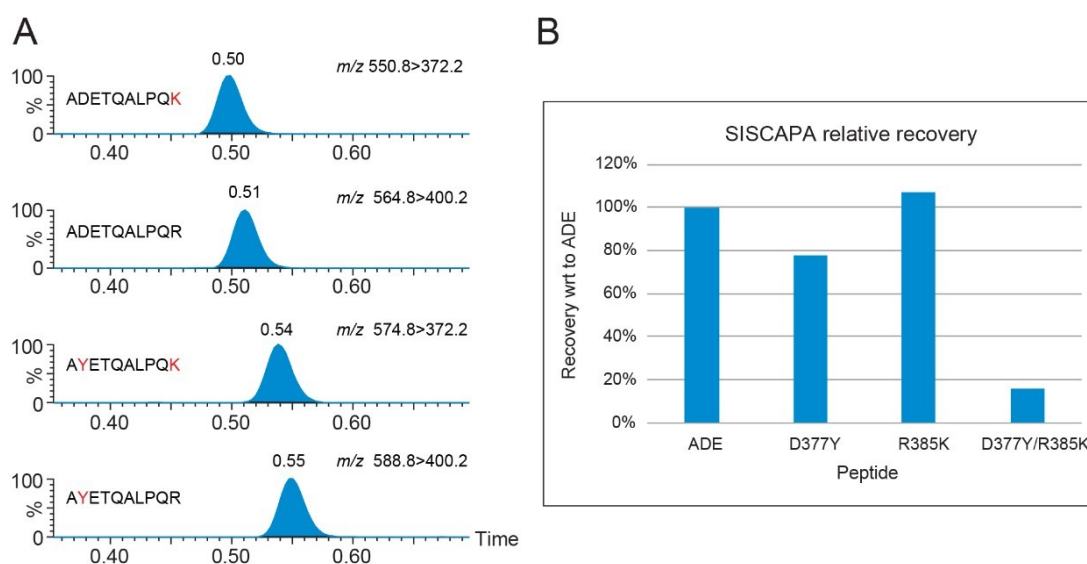 A
0.50
m/z 550.8>372.2
100
%
0
ADETQALPQK
0.40 0.50 0.60
0.51
m/z 564.8>400.2
100
%
0
ADETQALPQR
0.40 0.50 0.60
0.54
m/z 574.8>372.2
100
%
0
AYETQALPQK
0.40 0.50 0.60
0.55
m/z 588.8>400.2
100
%
0
AYETQALPQR
Time
0.40 0.50 0.60
B
SISCAPA relative recovery
120%
100%
80%
60%
40%
20%
0%
Recovery wrt to ADE
ADE D377Y R385K D377Y/R385K
Peptide